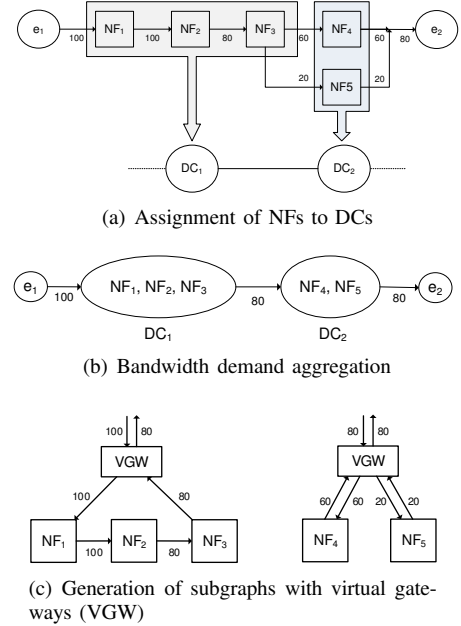 e1 NF1 NF2 NF3 NF4 e2
100 100 80 60 60 80
20 NF5 20
DC1 DC2
(a) Assignment of NFs to DCs
e1 NF1, NF2, NF3 NF4, NF5 e2
100 80 80
DC1 DC2
(b) Bandwidth demand aggregation
100 80 80 80
VGW VGW
100 80 60 60 20 20
NF1 NF2 NF3 NF4 NF5
100 80
(c) Generation of subgraphs with virtual gate-
ways (VGW)